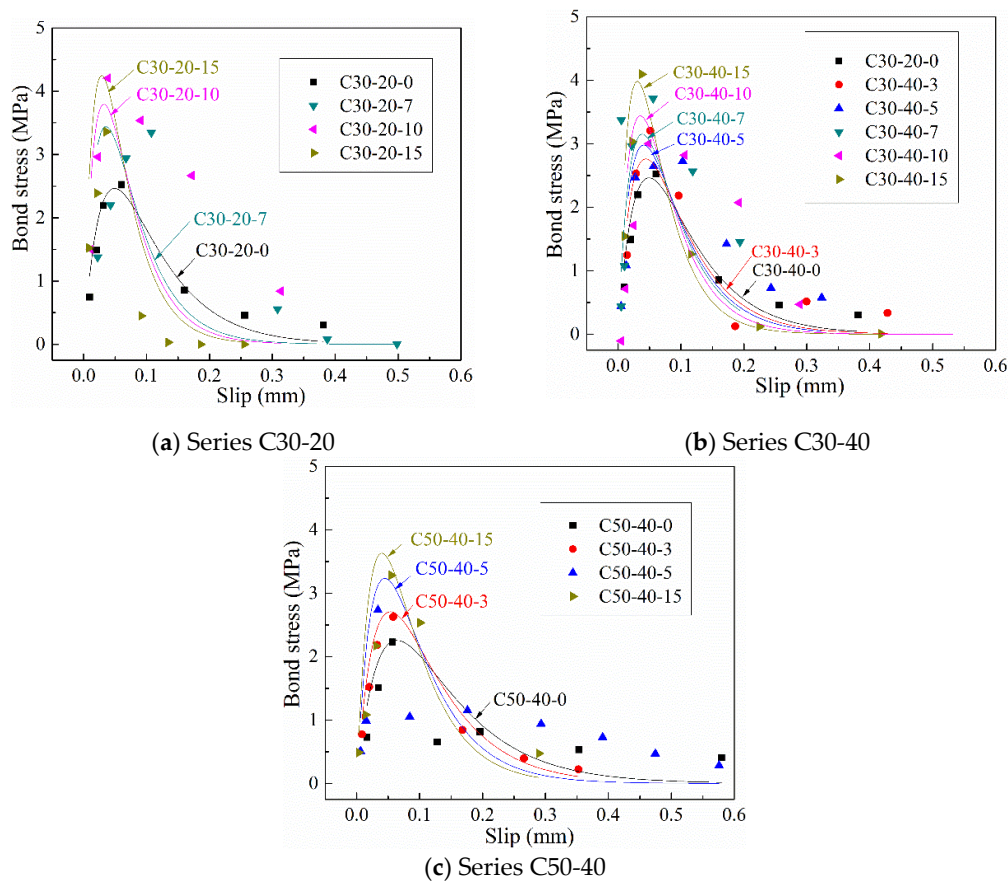 5
4
3
2
1
0
Bond stress (MPa)
C30-20-15
C30-20-10
C30-20-7
C30-20-0
C30-20-0
C30-20-7
C30-20-10
C30-20-15
0.0 0.1 0.2 0.3 0.4 0.5 0.6
Slip (mm)
(a) Series C30-20
5
4
3
2
1
0
Bond stress (MPa)
C30-40-15
C30-40-10
C30-40-7
C30-40-5
C30-40-3
C30-40-0
C30-20-0
C30-40-3
C30-40-5
C30-40-7
C30-40-10
C30-40-15
0.0 0.1 0.2 0.3 0.4 0.5 0.6
Slip (mm)
(b) Series C30-40
5
4
3
2
1
0
Bond stress (MPa)
C50-40-15
C50-40-5
C50-40-3
C50-40-0
C50-40-0
C50-40-3
C50-40-5
C50-40-15
0.0 0.1 0.2 0.3 0.4 0.5 0.6
Slip (mm)
(c) Series C50-40